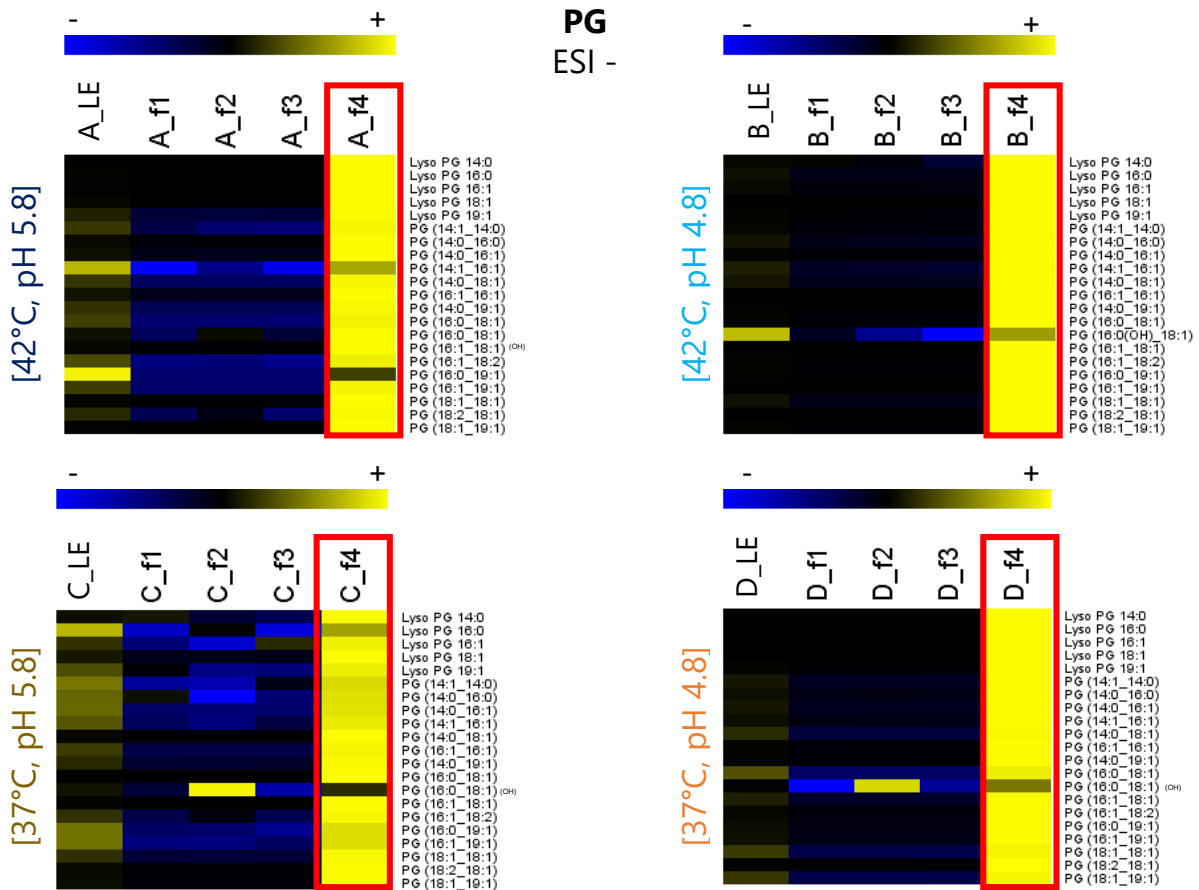 PG
ESI -
- +
A_LE A_f1 A_f2 A_f3 A_f4
[42°C, pH 5.8]
Lyso PG 14:0
Lyso PG 16:0
Lyso PG 16:1
Lyso PG 18:1
Lyso PG 19:1
PG (14:1_14:0)
PG (14:0_16:0)
PG (14:0_16:1)
PG (14:1_16:1)
PG (14:0_18:1)
PG (16:1_16:1)
PG (14:0_19:1)
PG (16:0_18:1)
PG (16:0_18:1)
PG (16:1_18:1) (OH)
PG (16:1_18:2)
PG (16:0_19:1)
PG (16:1_19:1)
PG (18:1_18:1)
PG (18:2_18:1)
PG (18:1_19:1)
- +
B_LE B_f1 B_f2 B_f3 B_f4
[42°C, pH 4.8]
Lyso PG 14:0
Lyso PG 16:0
Lyso PG 16:1
Lyso PG 18:1
Lyso PG 19:1
PG (14:1_14:0)
PG (14:0_16:0)
PG (14:0_16:1)
PG (14:1_16:1)
PG (14:0_18:1)
PG (16:1_16:1)
PG (14:0_19:1)
PG (16:0_18:1)
PG (16:0(OH)_18:1)
PG (16:1_18:1)
PG (16:1_18:2)
PG (16:0_19:1)
PG (16:1_19:1)
PG (18:1_18:1)
PG (18:2_18:1)
PG (18:1_19:1)
- +
C_LE C_f1 C_f2 C_f3 C_f4
[37°C, pH 5.8]
Lyso PG 14:0
Lyso PG 16:0
Lyso PG 16:1
Lyso PG 18:1
Lyso PG 19:1
PG (14:1_14:0)
PG (14:0_16:0)
PG (14:0_16:1)
PG (14:1_16:1)
PG (14:0_18:1)
PG (16:1_16:1)
PG (14:0_19:1)
PG (16:0_18:1)
PG (16:0_18:1) (OH)
PG (16:1_18:1)
PG (16:1_18:2)
PG (16:0_19:1)
PG (16:1_19:1)
PG (18:1_18:1)
PG (18:2_18:1)
PG (18:1_19:1)
- +
D_LE D_f1 D_f2 D_f3 D_f4
[37°C, pH 4.8]
Lyso PG 14:0
Lyso PG 16:0
Lyso PG 16:1
Lyso PG 18:1
Lyso PG 19:1
PG (14:1_14:0)
PG (14:0_16:0)
PG (14:0_16:1)
PG (14:1_16:1)
PG (14:0_18:1)
PG (16:1_16:1)
PG (14:0_19:1)
PG (16:0_18:1)
PG (16:0_18:1) (OH)
PG (16:1_18:1)
PG (16:1_18:2)
PG (16:0_19:1)
PG (16:1_19:1)
PG (18:1_18:1)
PG (18:2_18:1)
PG (18:1_19:1)